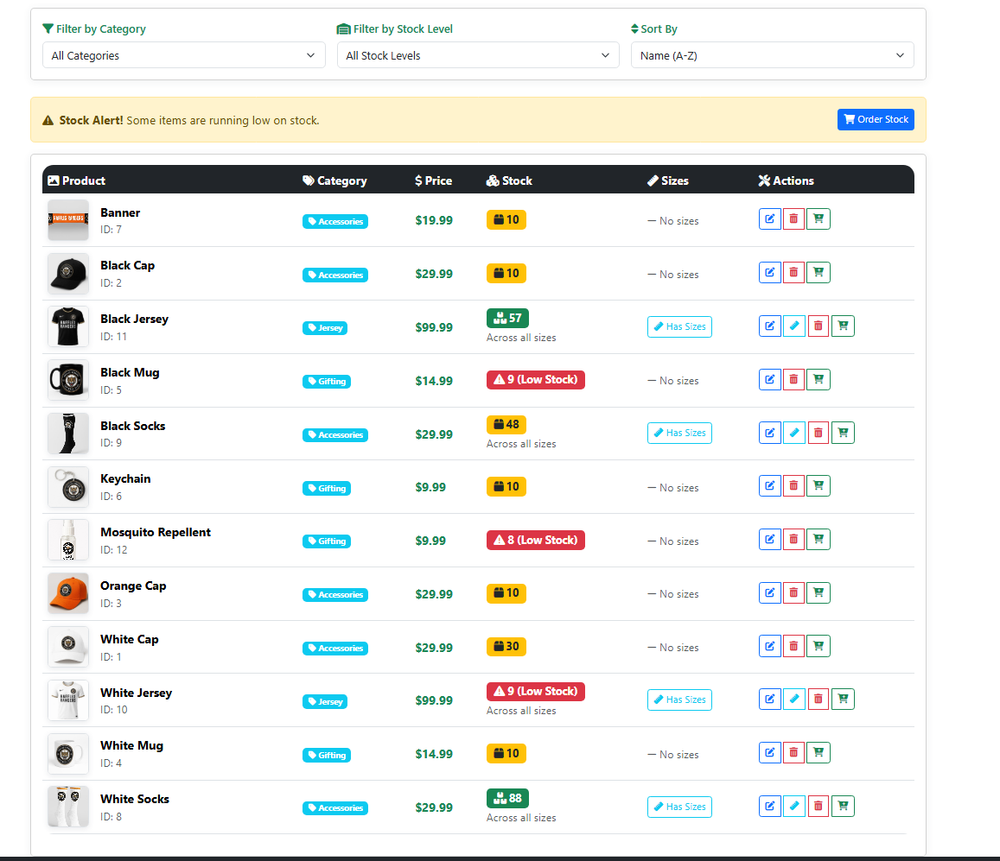 Filter by Category
Filter by Stock Level
Sort By
All Categories
All Stock Levels
Name (A-Z)
Stock Alert! Some items are running low on stock.
Order Stock
Product Category $ Price Stock Sizes Actions
RAFFLES RANGERS
Banner
ID: 7
Accessories
$19.99
10
— No sizes
Black Cap
ID: 2
Accessories
$29.99
10
— No sizes
RAFFLES
RANGERS
Black Jersey
ID: 11
Jersey
$99.99
57
Across all sizes
Has Sizes
Black Mug
ID: 5
Gifting
$14.99
9 (Low Stock)
— No sizes
Black Socks
ID: 9
Accessories
$29.99
48
Across all sizes
Has Sizes
Keychain
ID: 6
Gifting
$9.99
10
— No sizes
Mosquito Repellent
ID: 12
Gifting
$9.99
8 (Low Stock)
— No sizes
Orange Cap
ID: 3
Accessories
$29.99
10
— No sizes
White Cap
ID: 1
Accessories
$29.99
30
— No sizes
RAFFLES
RANGERS
White Jersey
ID: 10
Jersey
$99.99
9 (Low Stock)
Across all sizes
Has Sizes
White Mug
ID: 4
Gifting
$14.99
10
— No sizes
White Socks
ID: 8
Accessories
$29.99
88
Across all sizes
Has Sizes